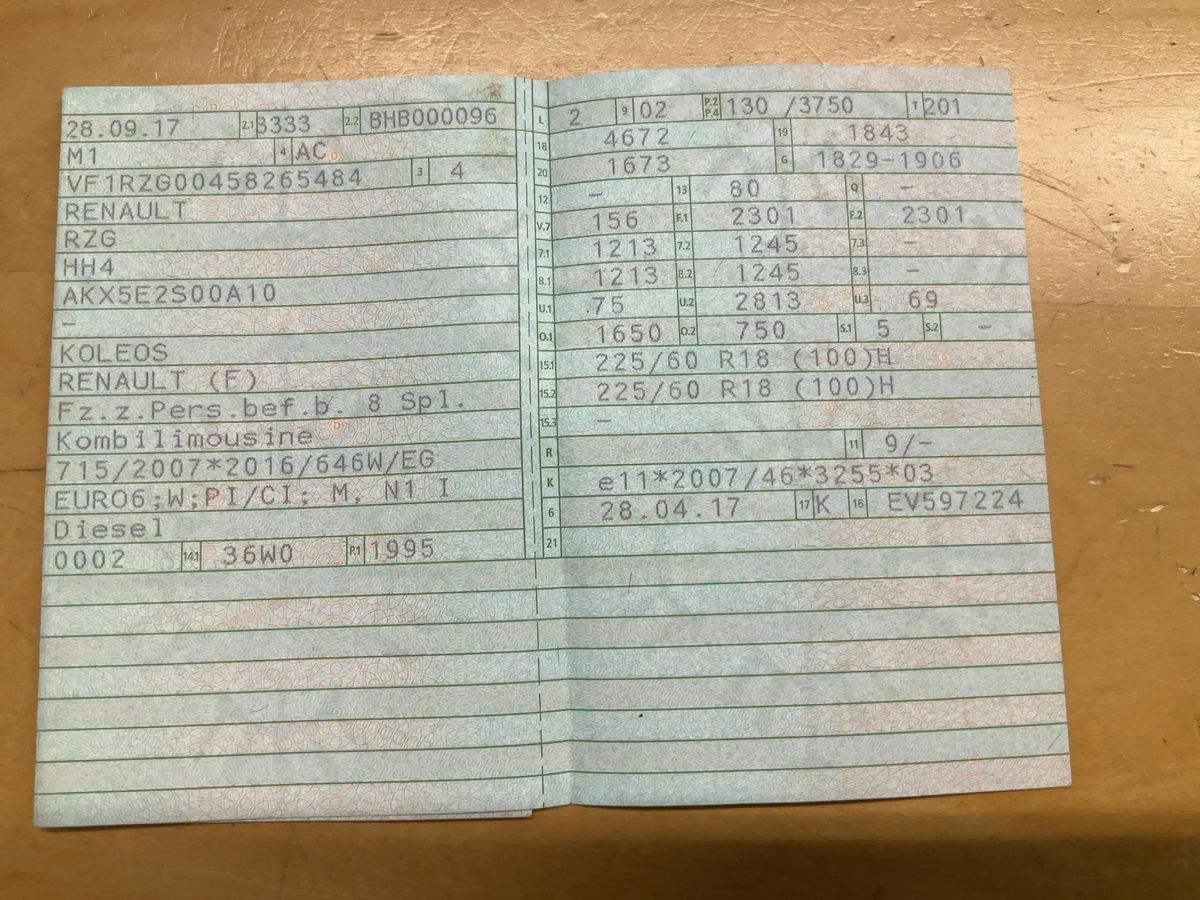 28.09.17 2.1 3333 2.2 BHB000096
M1 4 AC
VF1RZG00458265484 3 4
RENAULT
RZG
HH4
AKX5E2S00A10
–
KOLEOS
RENAULT (F)
Fz.z.Pers.bef.b. 8 Spl.
Kombilimousine
715/2007*2016/646W/EG
EURO6;W;PI/CI; M, N1 I
Diesel
0002 14.1 36W0 P.1 1995
L 2 9 02 P.2 P.4 130 /3750 T 201
18 4672 19 1843
20 1673 G 1829-1906
12 – 13 80 Q –
V.7 156 F.1 2301 F.2 2301
7.1 1213 7.2 1245 7.3 –
8.1 1213 8.2 1245 8.3 –
U.1 75 U.2 2813 U.3 69
O.1 1650 O.2 750 S.1 5 S.2 –
15.1 225/60 R18 (100)H
15.2 225/60 R18 (100)H
15.3 –
R 11 9/-
K e11*2007/46*3255*03
6 28.04.17 17 K 16 EV597224
21